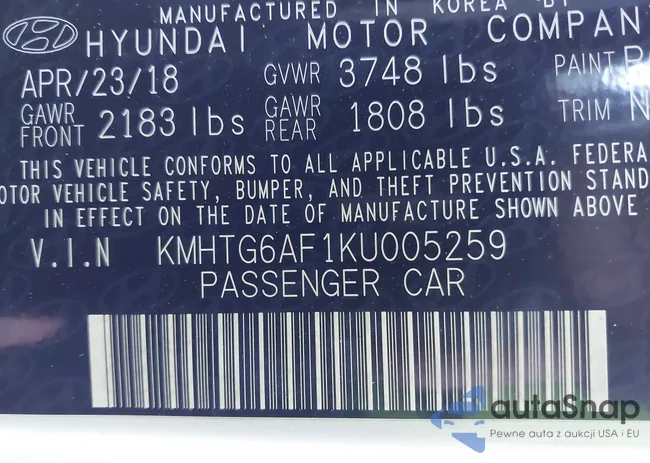 MANUFACTURED IN KOREA BY
HYUNDAI MOTOR COMPAN
APR/23/18 GVWR 3748 lbs PAINT
GAWR FRONT 2183 lbs GAWR REAR 1808 lbs TRIM N
THIS VEHICLE CONFORMS TO ALL APPLICABLE U.S.A. FEDERA
OTOR VEHICLE SAFETY, BUMPER, AND THEFT PREVENTION STAND
IN EFFECT ON THE DATE OF MANUFACTURE SHOWN ABOVE
V.I.N KMHTG6AF1KU005259
PASSENGER CAR
autaSnap
Pewne auta z aukcji USA i EU